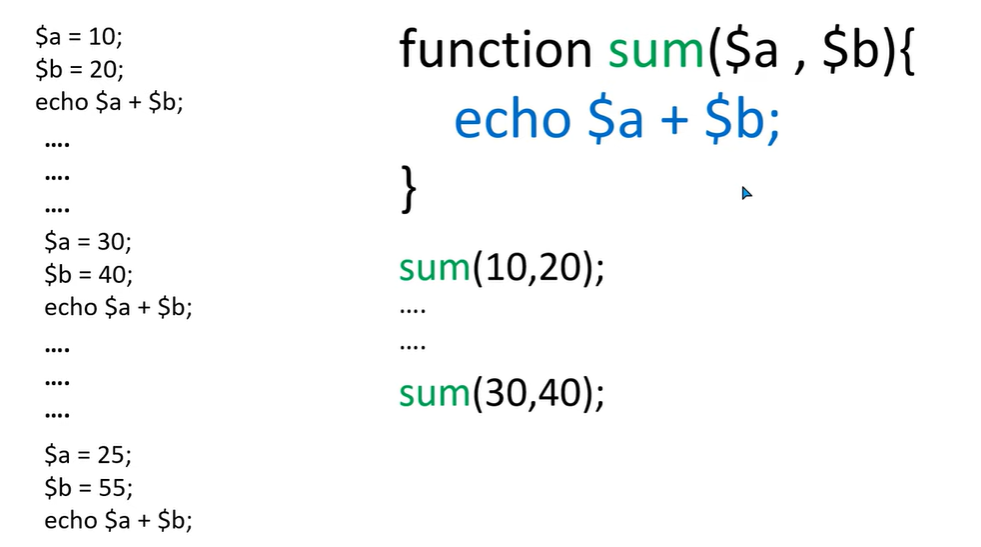 $a = 10;
$b = 20;
echo $a + $b;
....
....
....
$a = 30;
$b = 40;
echo $a + $b;
....
....
....
$a = 25;
$b = 55;
echo $a + $b;
function sum($a , $b){
echo $a + $b;
}
sum(10,20);
....
....
sum(30,40);